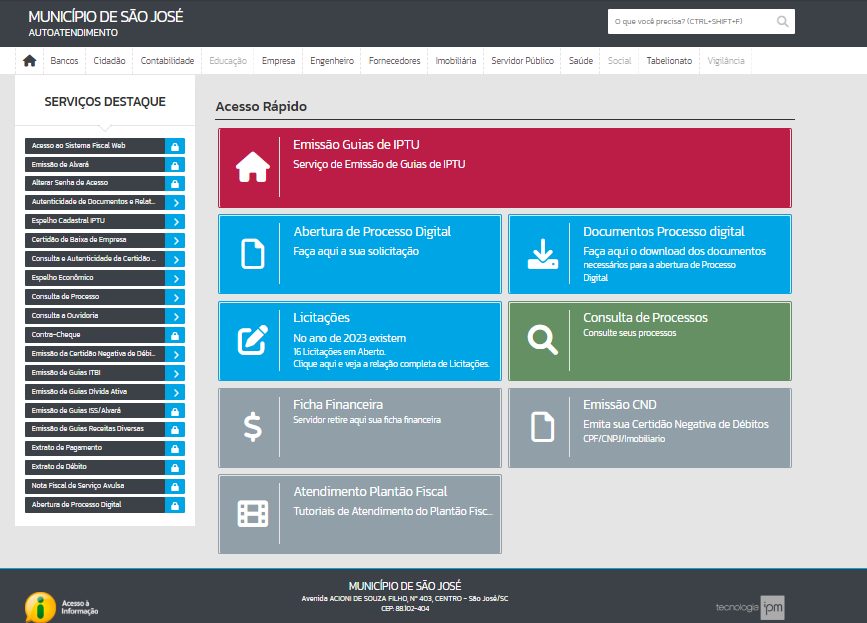 MUNICÍPIO DE SÃO JOSÉ
AUTOATENDIMENTO
O que você precisa? (CTRL+SHIFT+F)
Bancos
Cidadão
Contabilidade
Educação
Empresa
Engenheiro
Fornecedores
Imobiliária
Servidor Público
Saúde
Social
Tabelionato
Vigilância
SERVIÇOS DESTAQUE
Acesso ao Sistema Fiscal Web
Emissão de Alvará
Alterar Senha de Acesso
Autenticidade de Documentos e Relat...
Espelho Cadastral IPTU
Certidão de Baixa de Empresa
Consulta e Autenticidade da Certidão ...
Espelho Econômico
Consulta de Processo
Consulta a Ouvidoria
Contra-Cheque
Emissão da Certidão Negativa de Débi...
Emissão de Guias ITBI
Emissão de Guias Dívida Ativa
Emissão de Guias ISS/Alvará
Emissão de Guias Receitas Diversas
Extrato de Pagamento
Extrato de Débito
Nota Fiscal de Serviço Avulsa
Abertura de Processo Digital
Acesso Rápido
Emissão Guias de IPTU
Serviço de Emissão de Guias de IPTU
Abertura de Processo Digital
Faça aqui a sua solicitação
Documentos Processo digital
Faça aqui o download dos documentos
necessários para a abertura de Processo
Digital
Licitações
No ano de 2023 existem
16 Licitações em Aberto.
Clique aqui e veja a relação completa de Licitações.
Consulta de Processos
Consulte seus processos
Ficha Financeira
Servidor retire aqui sua ficha financeira
Emissão CND
Emita sua Certidão Negativa de Débitos
CPF/CNPJ/Imobiliario
Atendimento Plantão Fiscal
Tutoriais de Atendimento do Plantão Fisc...
Acesso à
Informação
MUNICÍPIO DE SÃO JOSÉ
Avenida ACIONI DE SOUZA FILHO, Nº 403, CENTRO - São José/SC
CEP: 88.102-404
tecnologia ipm